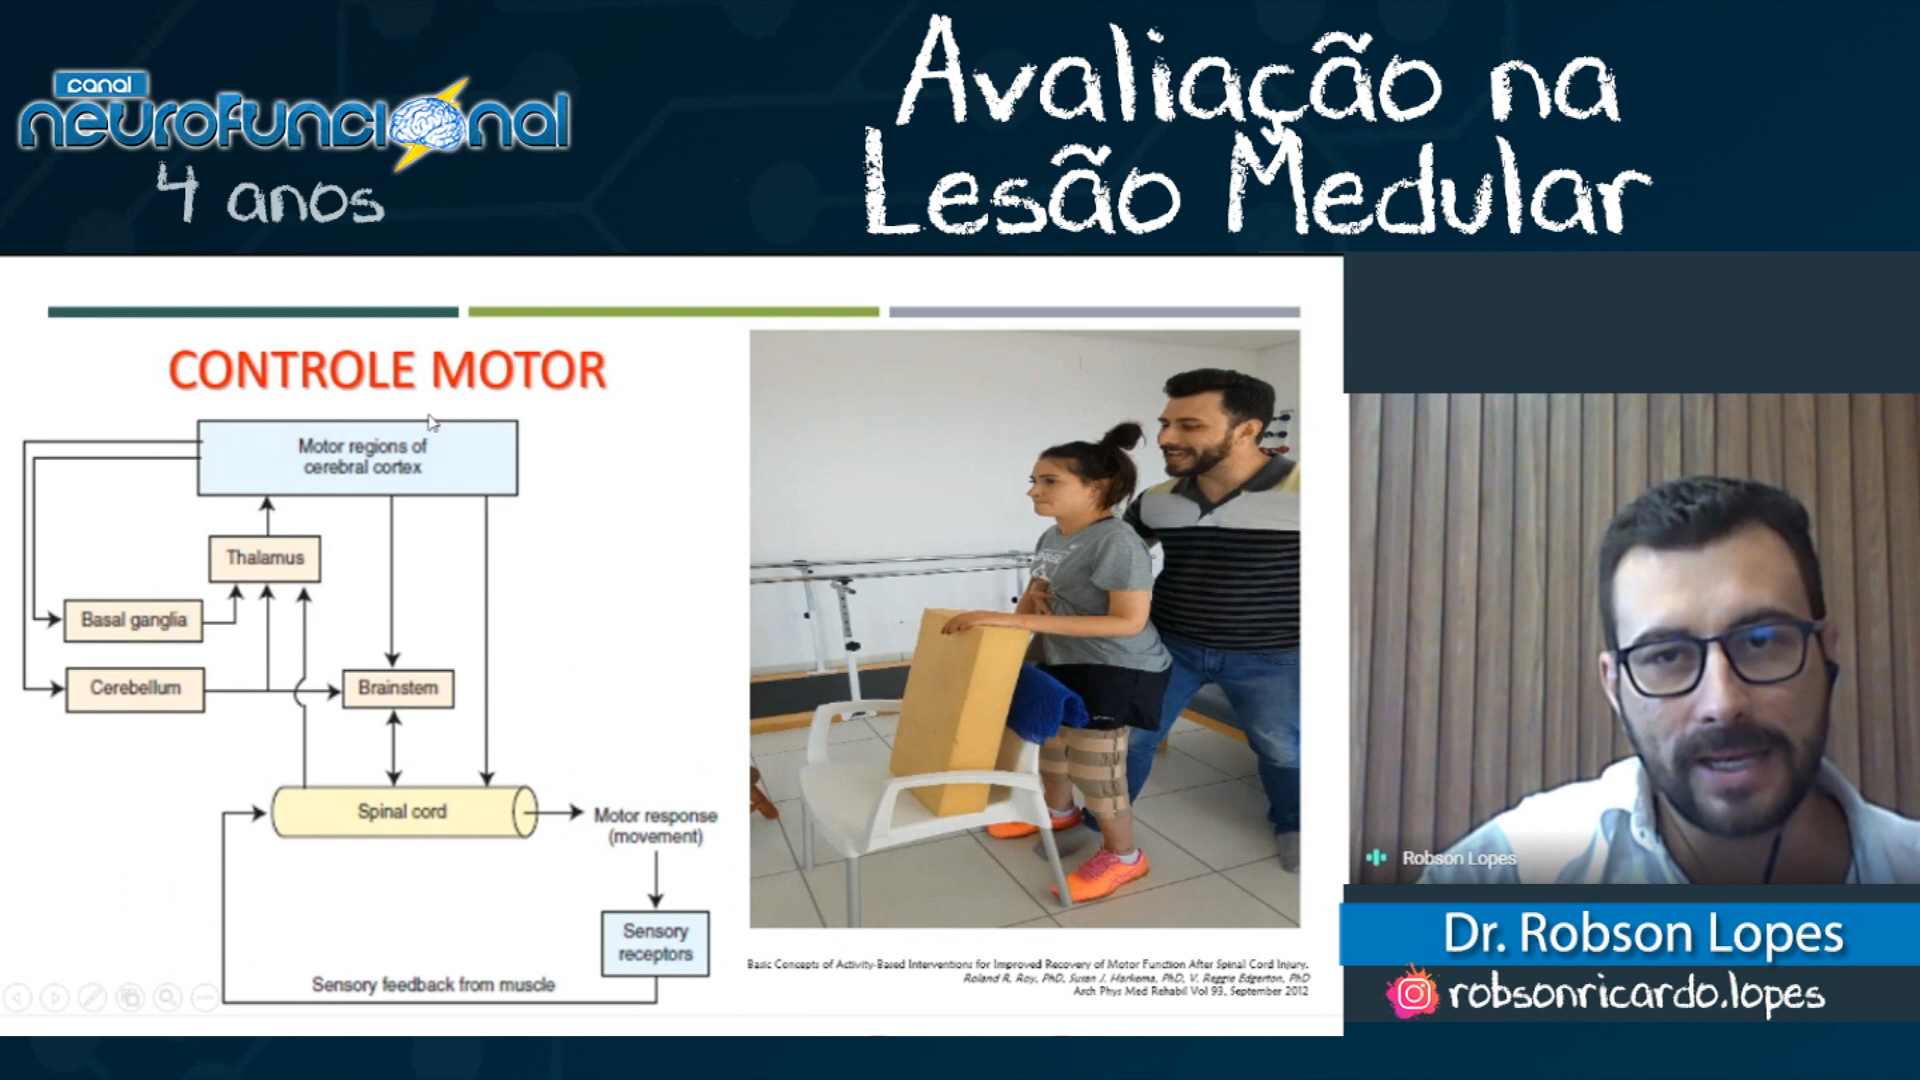 canal
neurofuncional
4 anos
Avaliação na
Lesão Medular
CONTROLE MOTOR
Motor regions of
cerebral cortex
Thalamus
Basal ganglia
Cerebellum
Brainstem
Spinal cord
Motor response
(movement)
Sensory
receptors
Sensory feedback from muscle
Basic Concepts of Activity-Based Interventions for Improved Recovery of Motor Function After Spinal Cord Injury.
Roland R. Roy, PhD, Susan J. Harkema, PhD, V. Reggie Edgerton, PhD
Arch Phys Med Rehabil Vol 93, September 2012
Robson Lopes
Dr. Robson Lopes
robsonricardo.lopes